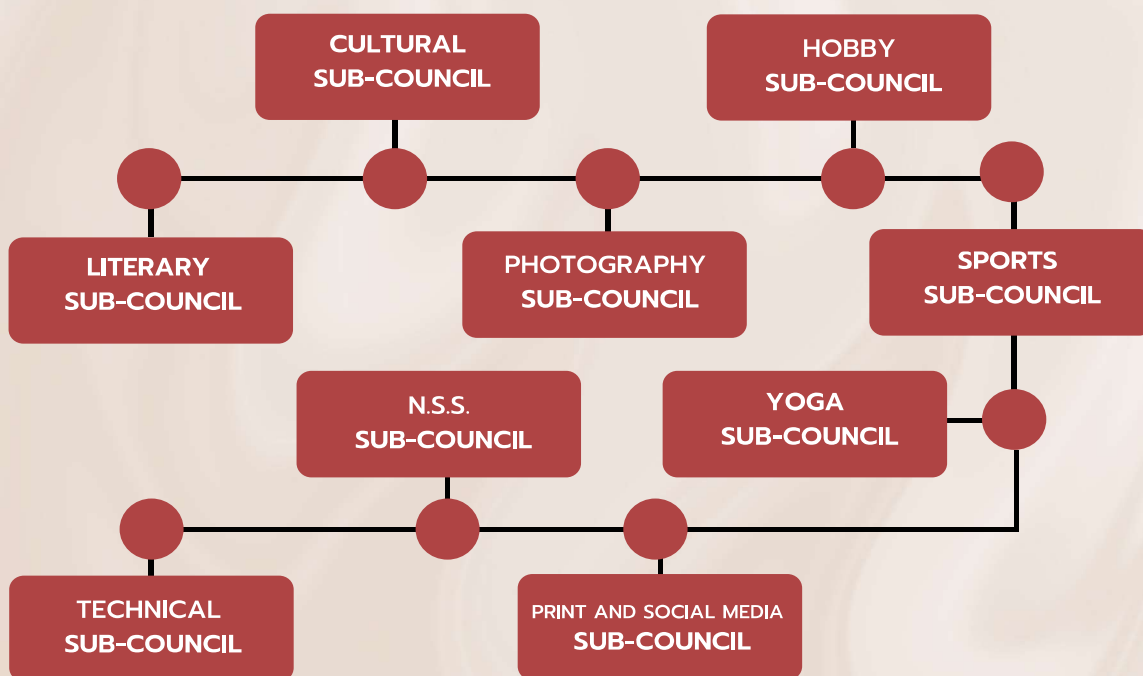 CULTURAL
SUB-COUNCIL
HOBBY
SUB-COUNCIL
LITERARY
SUB-COUNCIL
PHOTOGRAPHY
SUB-COUNCIL
SPORTS
SUB-COUNCIL
N.S.S.
SUB-COUNCIL
YOGA
SUB-COUNCIL
TECHNICAL
SUB-COUNCIL
PRINT AND SOCIAL MEDIA
SUB-COUNCIL